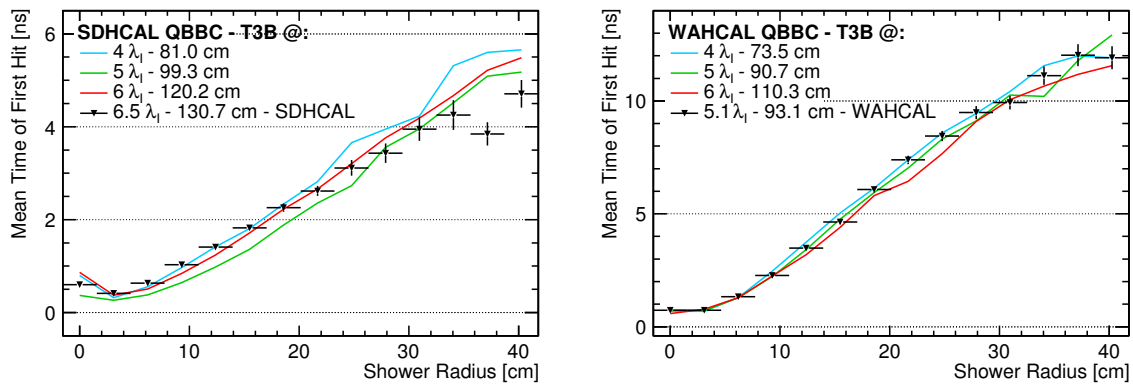 SDHCAL QBBC - T3B @:
4 λI - 81.0 cm
5 λI - 99.3 cm
6 λI - 120.2 cm
6.5 λI - 130.7 cm - SDHCAL
Mean Time of First Hit [ns]
6
4
2
0
0 10 20 30 40
Shower Radius [cm]
WAHCAL QBBC - T3B @:
4 λI - 73.5 cm
5 λI - 90.7 cm
6 λI - 110.3 cm
5.1 λI - 93.1 cm - WAHCAL
Mean Time of First Hit [ns]
10
5
0
0 10 20 30 40
Shower Radius [cm]